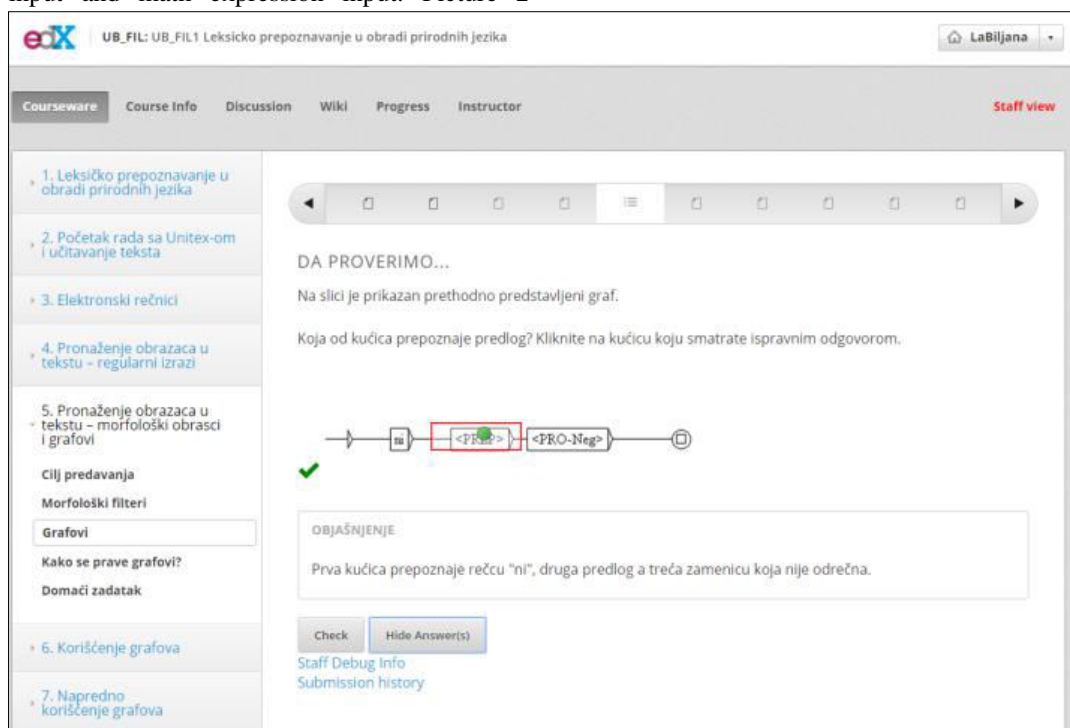 input and math expression input. Picture 2
edX UB_FIL: UB_FIL1 Leksicko prepoznavanje u obradi prirodnih jezika LaBiljana
Courseware Course Info Discussion Wiki Progress Instructor Staff view
1. Leksičko prepoznavanje u
obradi prirodnih jezika
2. Početak rada sa Unitex-om
i učitavanje teksta
3. Elektronski rečnici
4. Pronaženje obrazaca u
tekstu – regularni izrazi
5. Pronaženje obrazaca u
tekstu – morfološki obrasci
i grafovi
Cilj predavanja
Morfološki filteri
Grafovi
Kako se prave grafovi?
Domaći zadatak
6. Korišćenje grafova
7. Napredno
korišćenje grafova
DA PROVERIMO...
Na slici je prikazan prethodno predstavljeni graf.
Koja od kućica prepoznaje predlog? Kliknite na kućicu koju smatrate ispravnim odgovorom.
ni <PREP> <PRO-Neg>
OBJAŠNJENJE
Prva kućica prepoznaje rečcu "ni", druga predlog a treća zamenicu koja nije odrečna.
Check Hide Answer(s)
Staff Debug Info
Submission history